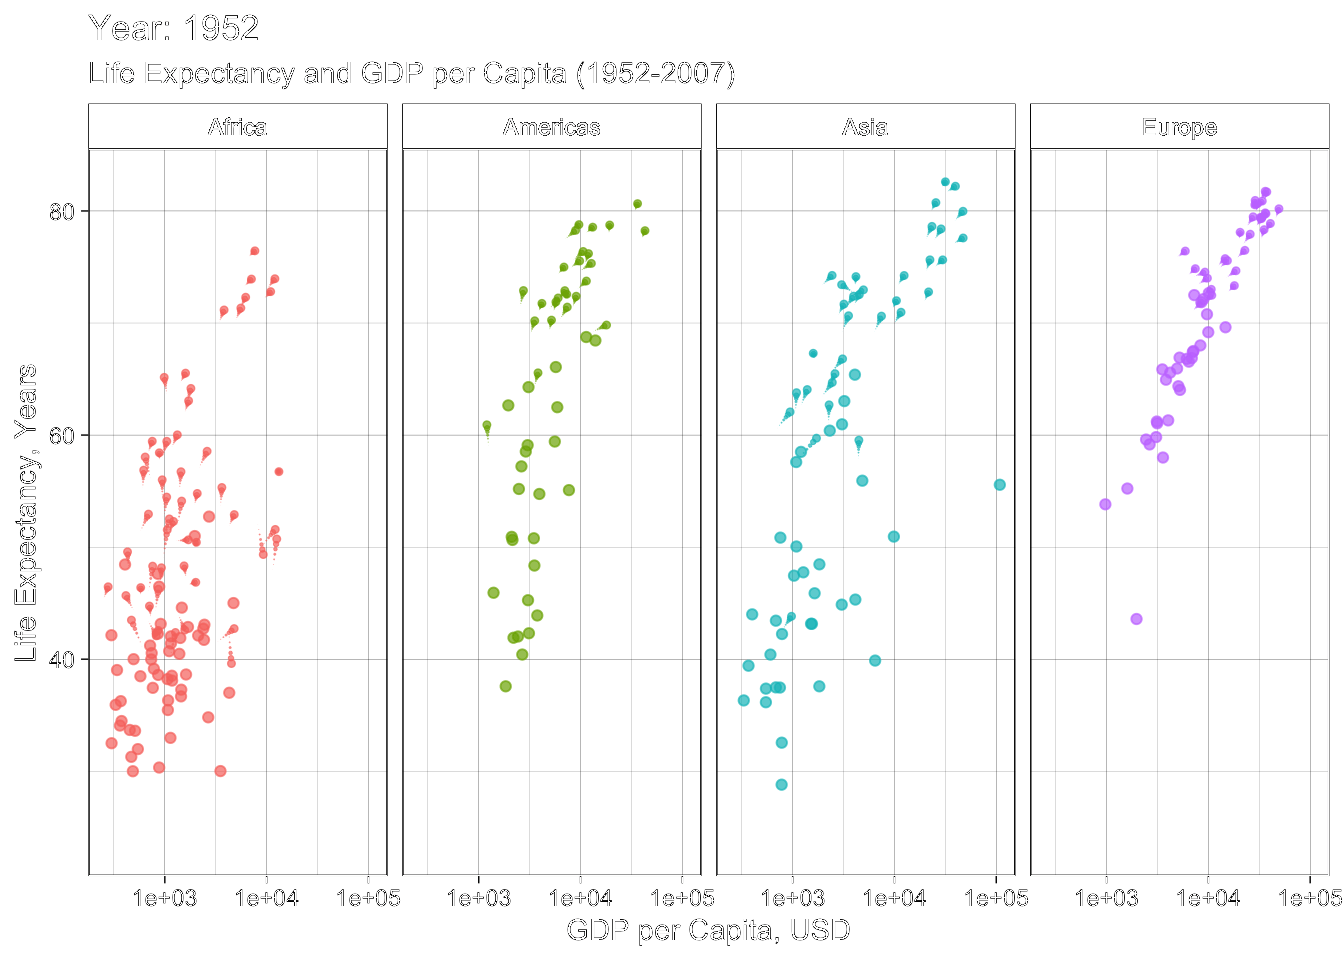 Year: 1952
Life Expectancy and GDP per Capita (1952-2007)
Africa Americas Asia Europe
80
60
40
Life Expectancy, Years
1e+03 1e+04 1e+05 1e+03 1e+04 1e+05 1e+03 1e+04 1e+05 1e+03 1e+04 1e+05
GDP per Capita, USD